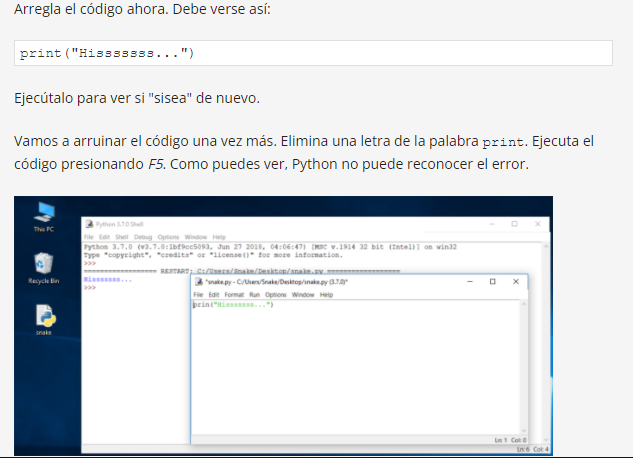 Arregla el código ahora. Debe verse así:
print("Hisssssss...")
Ejecútalo para ver si "sisea" de nuevo.
Vamos a arruinar el código una vez más. Elimina una letra de la palabra print. Ejecuta el
código presionando F5. Como puedes ver, Python no puede reconocer el error.
This PC
Recycle Bin
snake
Python 3.7.0 Shell
File Edit Shell Debug Options Window Help
Python 3.7.0 (v3.7.0:1bf9cc5093, Jun 27 2018, 04:06:47) [MSC v.1914 32 bit (Intel)] on win32
Type "copyright", "credits" or "license()" for more information.
>>>
================== RESTART: C:/Users/Snake/Desktop/snake.py ==================
Hisssssss...
>>>
*snake.py - C:/Users/Snake/Desktop/snake.py (3.7.0)*
File Edit Format Run Options Window Help
prin("Hisssssss...")
Ln: 1 Col: 0
Ln: 6 Col: 4